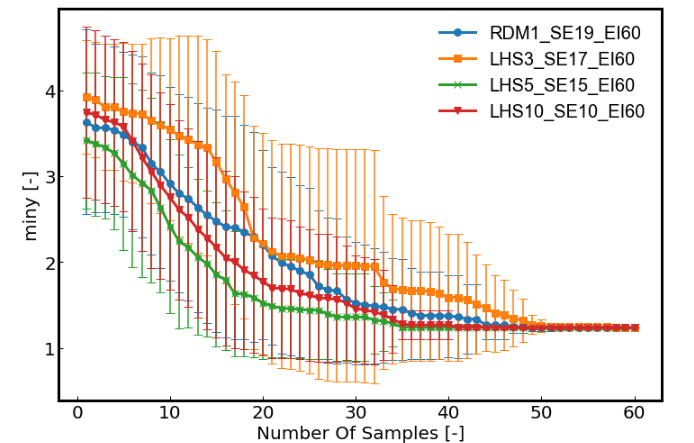 RDM1_SE19_EI60
LHS3_SE17_EI60
LHS5_SE15_EI60
LHS10_SE10_EI60
miny [-]
4
3
2
1
0 10 20 30 40 50 60
Number Of Samples [-]